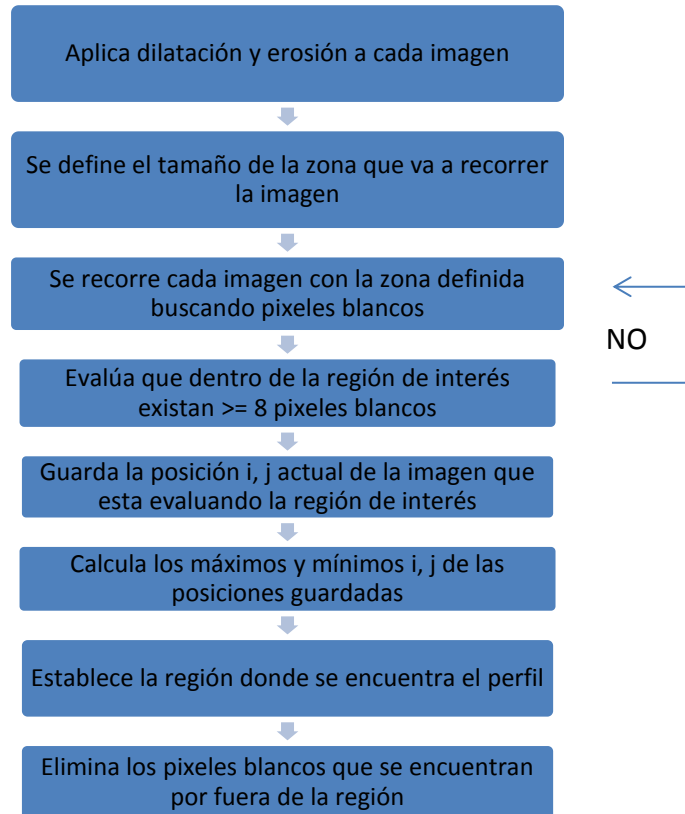 Aplica dilatación y erosión a cada imagen
Se define el tamaño de la zona que va a recorrer
la imagen
Se recorre cada imagen con la zona definida
buscando pixeles blancos
NO
Evalúa que dentro de la región de interés
existan >= 8 pixeles blancos
Guarda la posición i, j actual de la imagen que
esta evaluando la región de interés
Calcula los máximos y mínimos i, j de las
posiciones guardadas
Establece la región donde se encuentra el perfil
Elimina los pixeles blancos que se encuentran
por fuera de la región